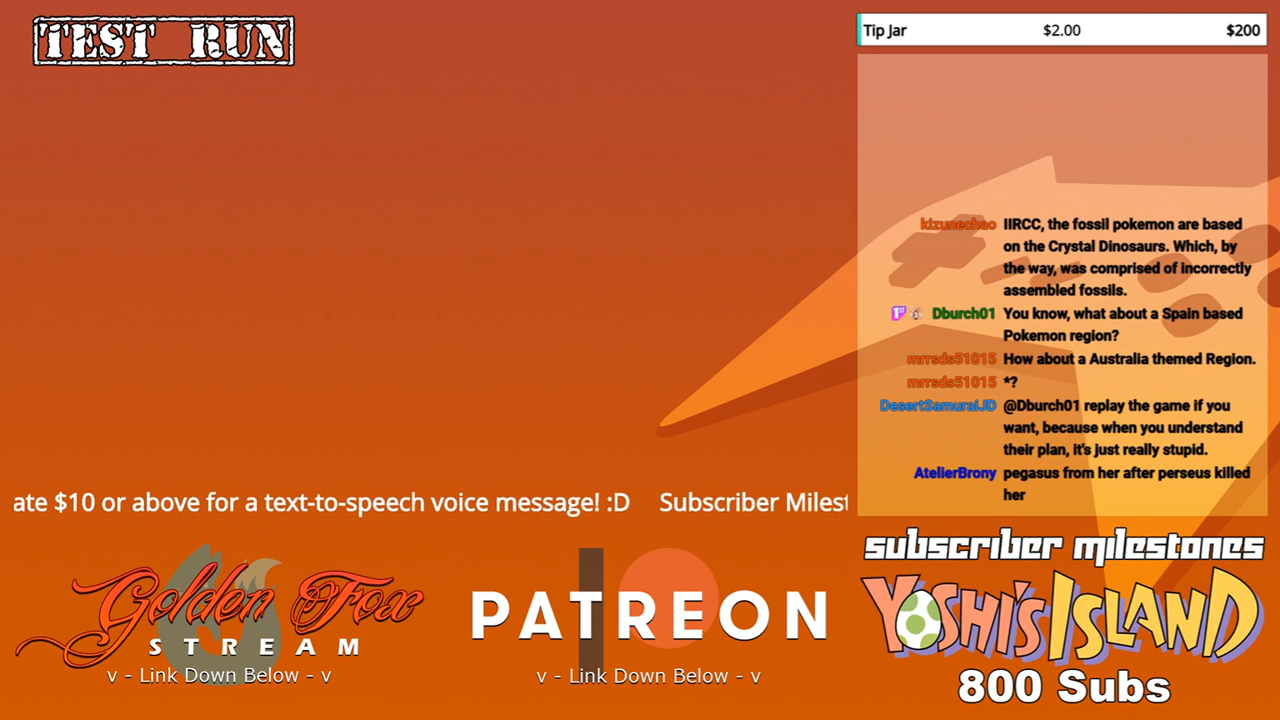 TEST RUN
Tip Jar $2.00 $200
kizunechao IIRCC, the fossil pokemon are based
on the Crystal Dinosaurs. Which, by
the way, was comprised of incorrectly
assembled fossils.
Dburch01 You know, what about a Spain based
Pokemon region?
mrrsds51015 How about a Australia themed Region.
mrrsds51015 *?
DesertSamuraiJD @Dburch01 replay the game if you
want, because when you understand
their plan, it's just really stupid.
AtelierBrony pegasus from her after perseus killed
her
ate $10 or above for a text-to-speech voice message! :D Subscriber Milest
Golden Fox
STREAM
v - Link Down Below - v
PATREON
v - Link Down Below - v
subscriber milestones
YOSHI'S ISLAND
800 Subs